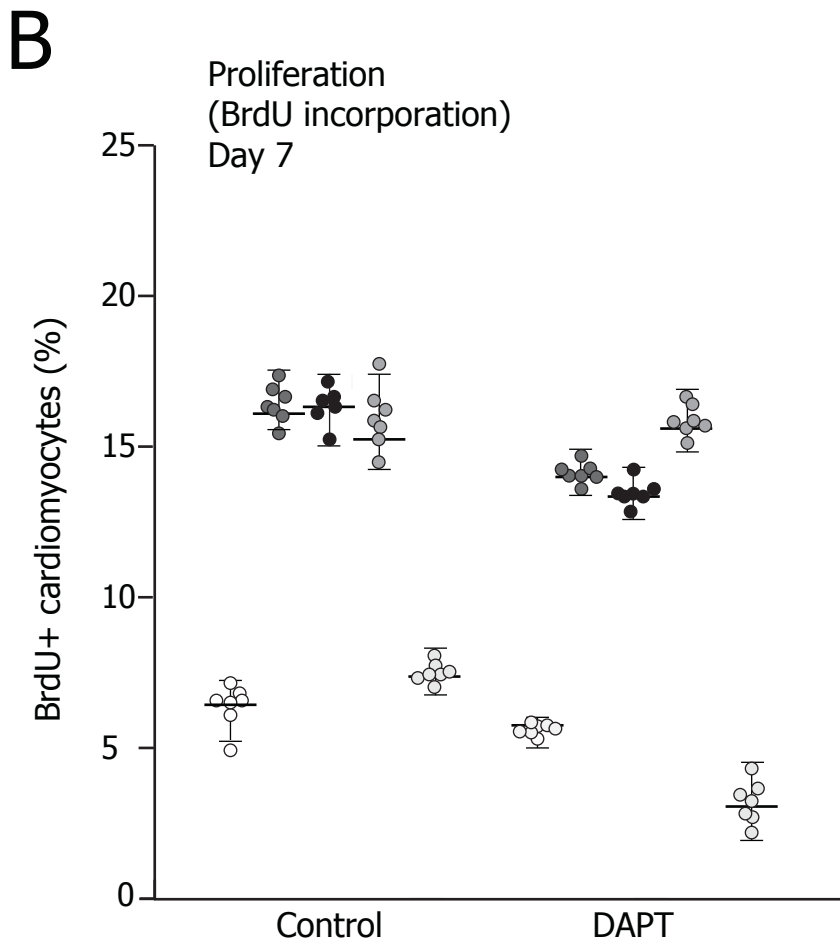 B
Proliferation
(BrdU incorporation)
Day 7
BrdU+ cardiomyocytes (%)
25
20
15
10
5
0
Control
DAPT